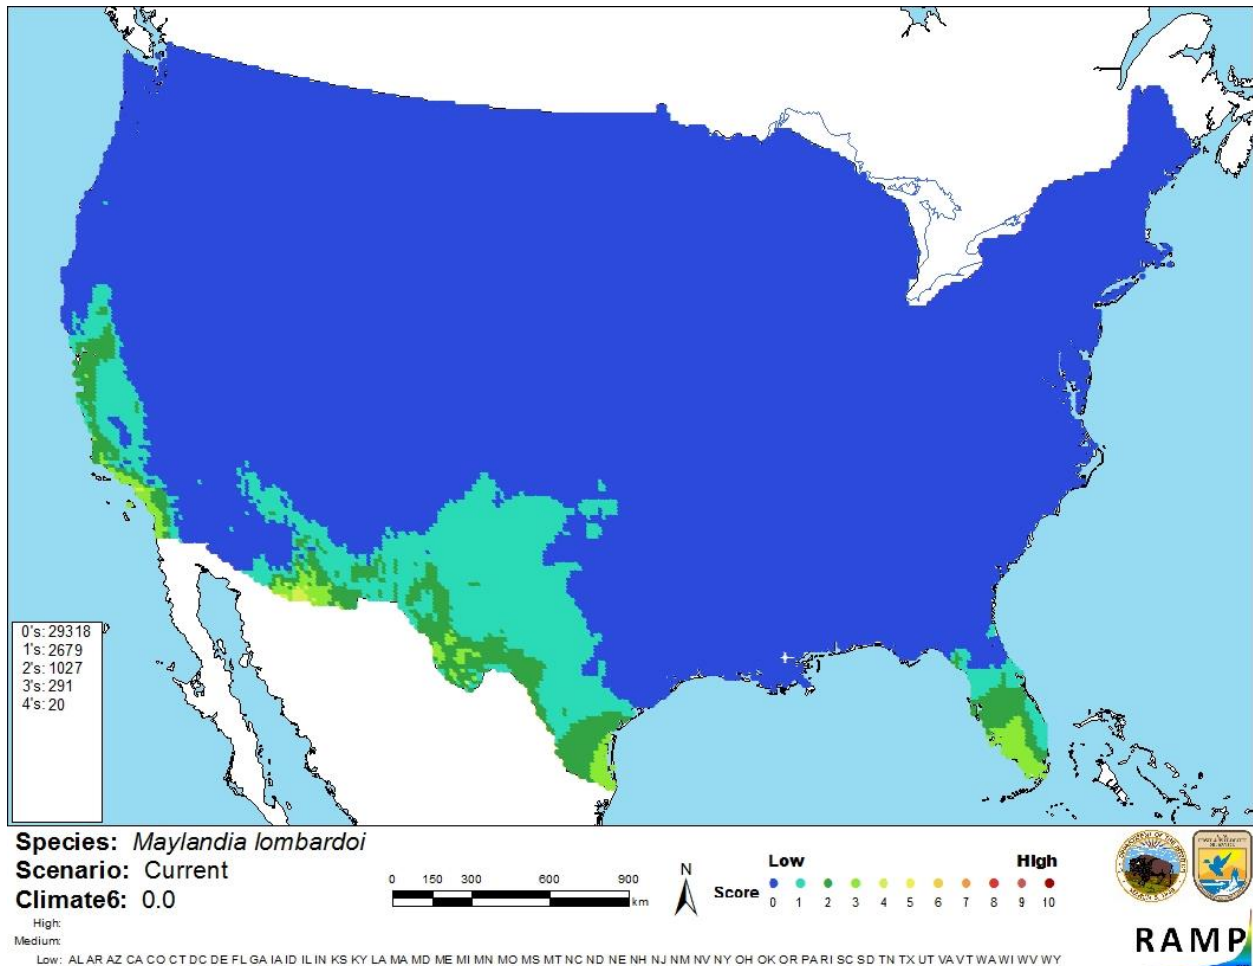 0's: 29318
1's: 2679
2's: 1027
3's: 291
4's: 20
Species: Maylandia lombardoi
Scenario: Current
Climate6: 0.0
High:
Medium:
Low: AL AR AZ CA CO CT DC DE FL GA IA ID IL IN KS KY LA MA MD ME MI MN MO MS MT NC ND NE NH NJ NM NV NY OH OK OR PA RI SC SD TN TX UT VA VT WA WI WV WY
0 150 300 600 900
km
N
Low High
Score
0 1 2 3 4 5 6 7 8 9 10
RAMP